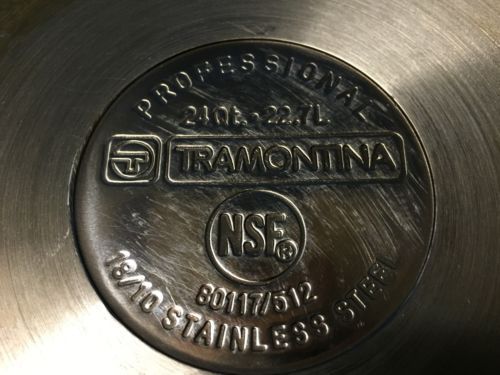 PROFESSIONAL
24Qt.-22.7L
TRAMONTINA
NSF®
80117/512
18/10 STAINLESS STEEL